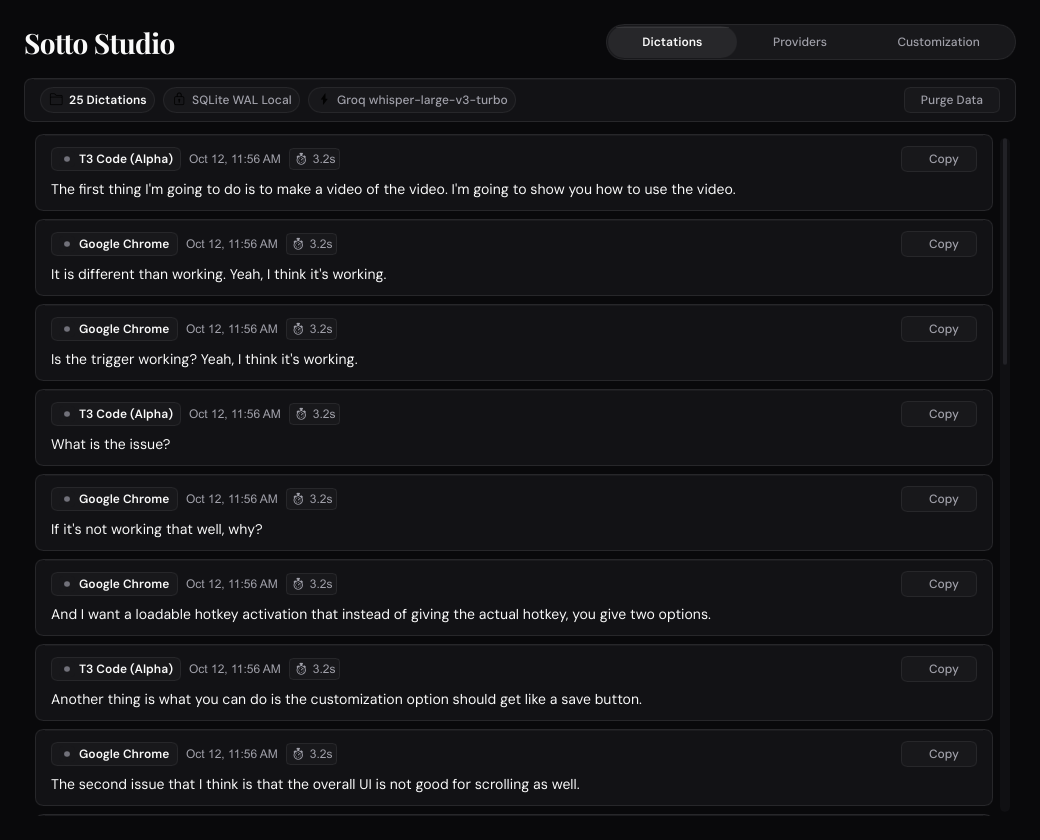 Sotto Studio
Dictations Providers Customization
25 Dictations SQLite WAL Local Groq whisper-large-v3-turbo Purge Data
T3 Code (Alpha) Oct 12, 11:56 AM 3.2s Copy
The first thing I'm going to do is to make a video of the video. I'm going to show you how to use the video.
Google Chrome Oct 12, 11:56 AM 3.2s Copy
It is different than working. Yeah, I think it's working.
Google Chrome Oct 12, 11:56 AM 3.2s Copy
Is the trigger working? Yeah, I think it's working.
T3 Code (Alpha) Oct 12, 11:56 AM 3.2s Copy
What is the issue?
Google Chrome Oct 12, 11:56 AM 3.2s Copy
If it's not working that well, why?
Google Chrome Oct 12, 11:56 AM 3.2s Copy
And I want a loadable hotkey activation that instead of giving the actual hotkey, you give two options.
T3 Code (Alpha) Oct 12, 11:56 AM 3.2s Copy
Another thing is what you can do is the customization option should get like a save button.
Google Chrome Oct 12, 11:56 AM 3.2s Copy
The second issue that I think is that the overall UI is not good for scrolling as well.